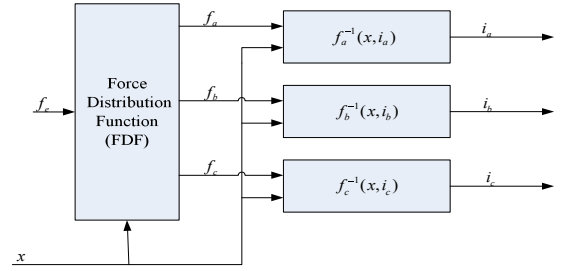 f_a
f_a^{-1}(x,i_a)
i_a
f_e
Force
Distribution
Function
(FDF)
f_b
f_b^{-1}(x,i_b)
i_b
f_c
f_c^{-1}(x,i_c)
i_c
x